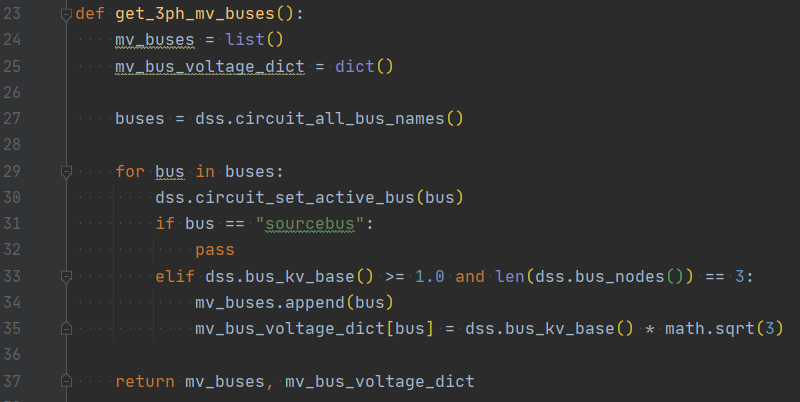 23 def get_3ph_mv_buses():
24     mv_buses = list()
25     mv_bus_voltage_dict = dict()
26
27     buses = dss.circuit_all_bus_names()
28
29     for bus in buses:
30         dss.circuit_set_active_bus(bus)
31         if bus == "sourcebus":
32             pass
33         elif dss.bus_kv_base() >= 1.0 and len(dss.bus_nodes()) == 3:
34             mv_buses.append(bus)
35             mv_bus_voltage_dict[bus] = dss.bus_kv_base() * math.sqrt(3)
36
37     return mv_buses, mv_bus_voltage_dict